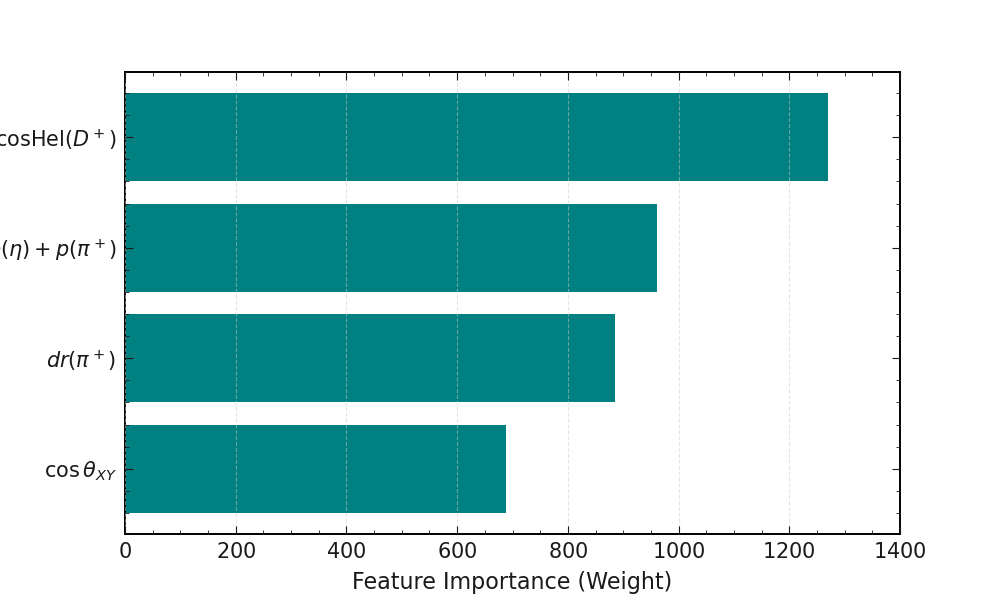 cosHel(D⁺)
(η) + p(π⁺)
dr(π⁺)
cos θ_XY
0 200 400 600 800 1000 1200 1400
Feature Importance (Weight)